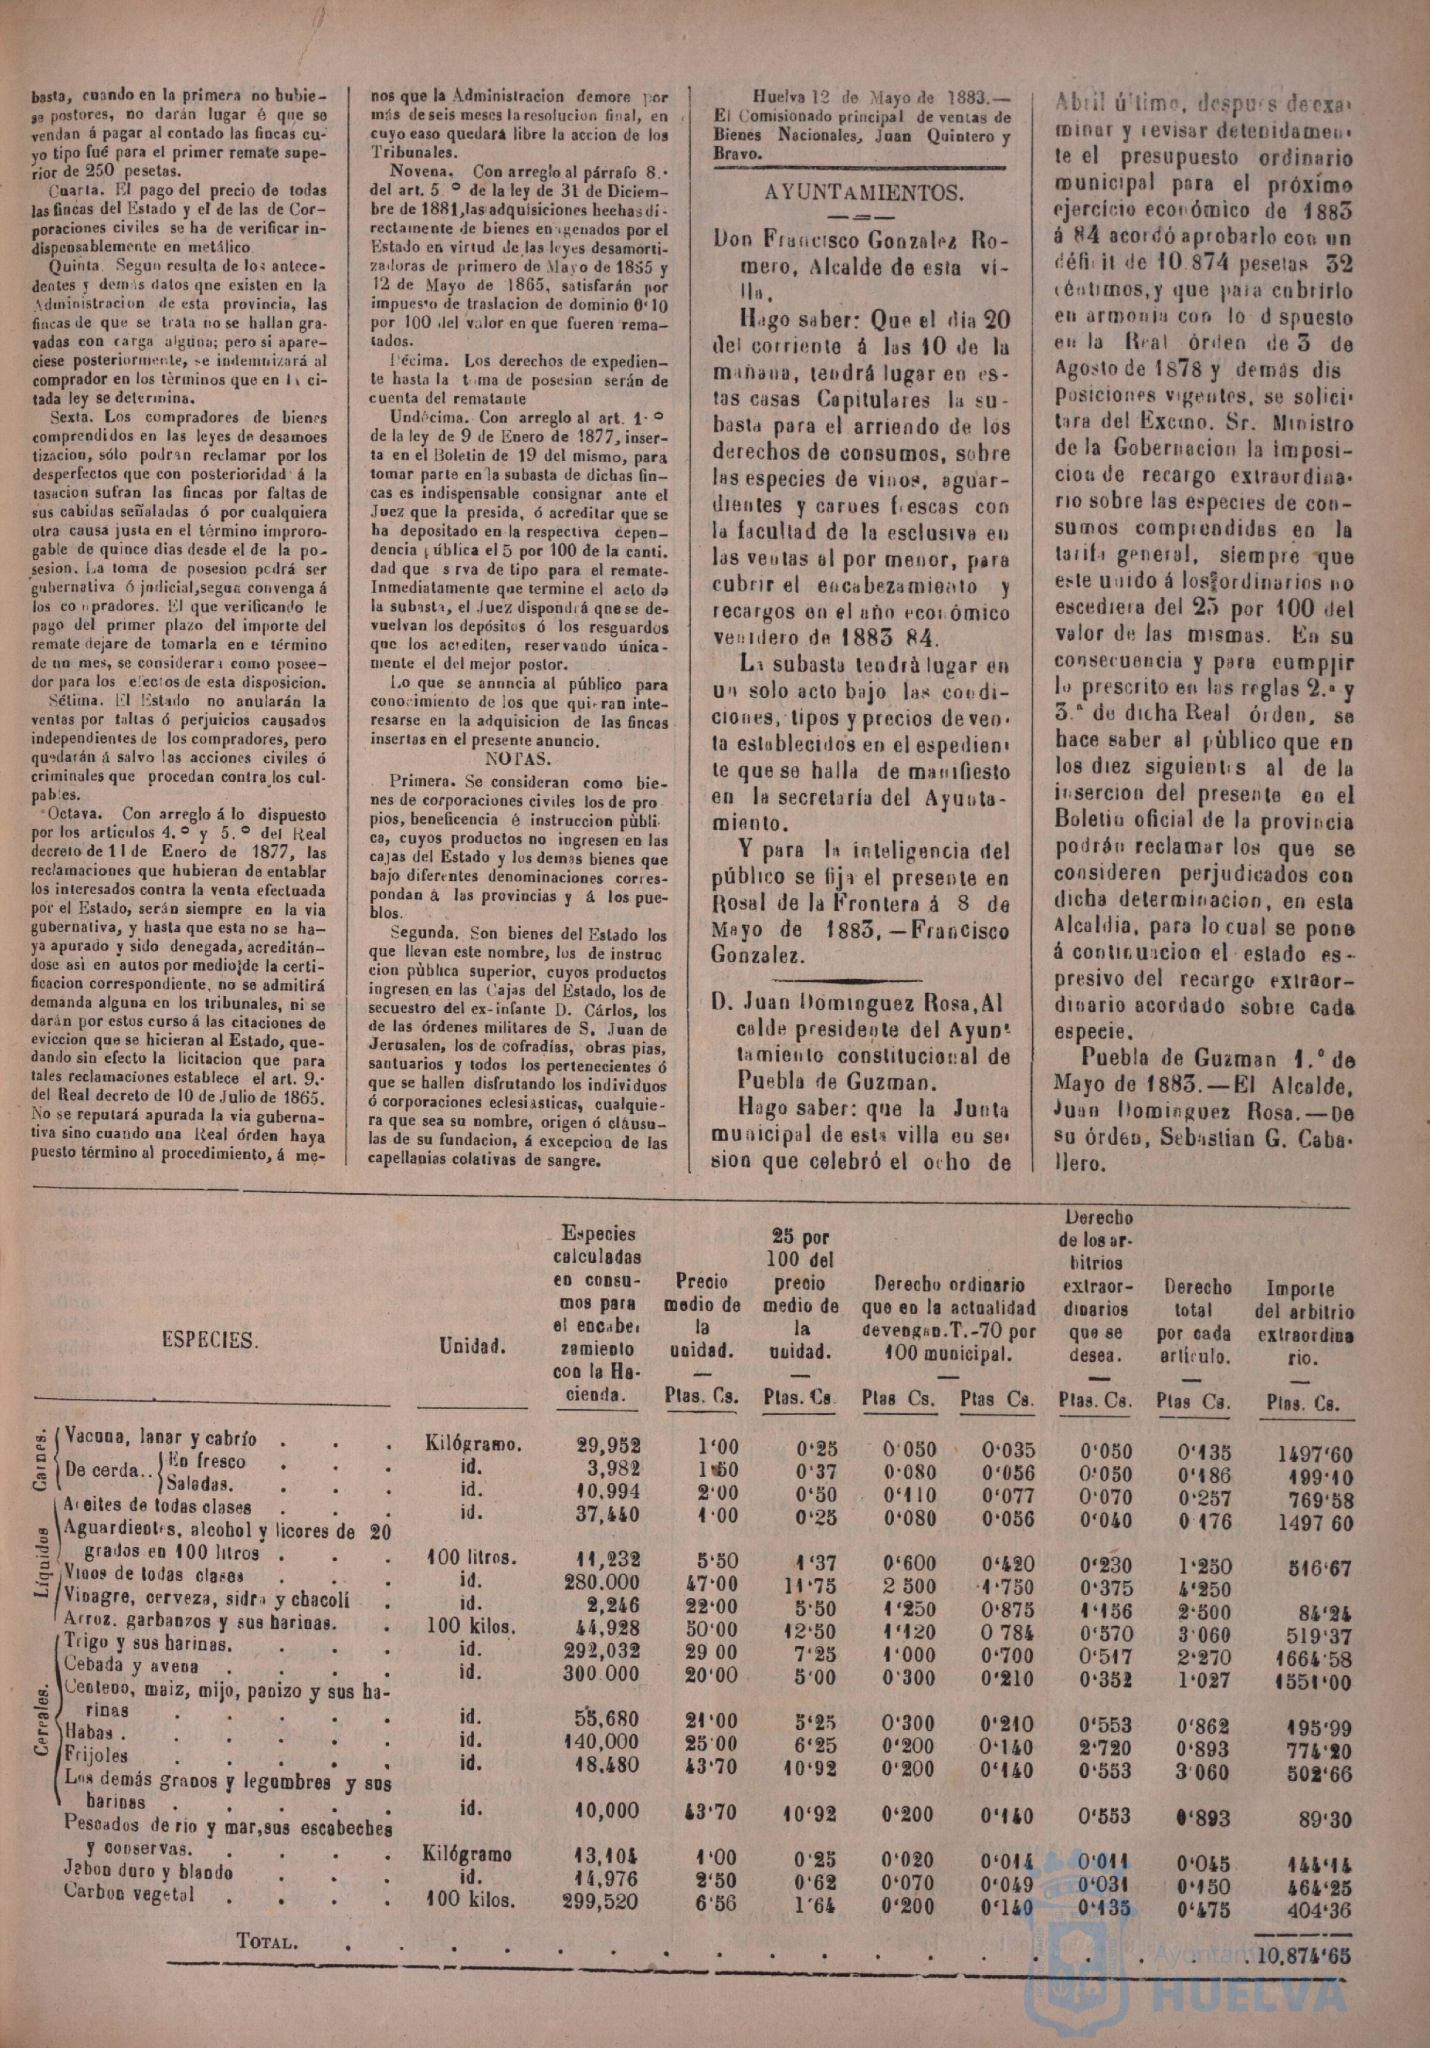 basta, cuando en la primera no hubie-
se postores, no darán lugar é que se
vendan á pagar al contado las fincas cu-
yo tipo fué para el primer remate supe-
rior de 250 pesetas.
Cuarta. El pago del precio de todas
las fincas del Estado y el de las de Cor-
poraciones civiles se ha de verificar in-
dispensablemente en metálico
Quinta. Segun resulta de los antece-
dentes y demás datos qne existen en la
Administracion de esta provincia, las
fincas de que se trata no se hallan gra-
vadas con carga alguna; pero si apare-
ciese posteriormente, se indemnizará al
comprador en los términos que en la ci-
tada ley se determina.
Sexta. Los compradores de bienes
comprendidos en las leyes de desamoes
tizacion, sólo podran reclamar por los
desperfectos que con posterioridad á la
tasacion sufran las fincas por faltas de
sus cabidas señaladas ó por cualquiera
otra causa justa en el término improro-
gable de quince dias desde el de la po-
sesion. La toma de posesion podrá ser
gubernativa ó judicial, segun convenga á
los compradores. El que verificando le
pago del primer plazo del importe del
remate dejare de tomarla en e término
de un mes, se considerara como posee-
dor para los efectos de esta disposicion.
Sétima. El Estado no anularán la
ventas por faltas ó perjuicios causados
independientes de los compradores, pero
quedarán á salvo las acciones civiles ó
criminales que procedan contra los cul-
pables.
Octava. Con arreglo á lo dispuesto
por los articulos 4.º y 5.º del Real
decreto de 11 de Enero de 1877, las
reclamaciones que hubieran de entablar
los interesados contra la venta efectuada
por el Estado, serán siempre en la via
gubernativa, y hasta que esta no se ha-
ya apurado y sido denegada, acreditán-
dose asi en autos por medio de la certi-
ficacion correspondiente, no se admitirá
demanda alguna en los tribunales, ni se
darán por estos curso á las citaciones de
eviccion que se hicieran al Estado, que-
dando sin efecto la licitacion que para
tales reclamaciones establece el art. 9.·
del Real decreto de 10 de Julio de 1865.
No se reputará apurada la via guberna-
tiva sino cuando una Real órden haya
puesto término al procedimiento, á me-
nos que la Administracion demore por
más de seis meses la resolucion final, en
cuyo easo quedará libre la accion de los
Tribunales.
Novena. Con arreglo al párrafo 8.·
del art. 5.º de la ley de 31 de Diciem-
bre de 1881, las adquisiciones hechas di-
rectamente de bienes enagenados por el
Estado en virtud de las leyes desamorti-
zadoras de primero de Mayo de 1855 y
12 de Mayo de 1865, satisfarán por
impuesto de traslacion de dominio 0'10
por 100 del valor en que fueren rema-
tados.
Décima. Los derechos de expedien-
te hasta la toma de posesion serán de
cuenta del rematante
Undécima. Con arreglo al art. 1.º
de la ley de 9 de Enero de 1877, inser-
ta en el Boletin de 19 del mismo, para
tomar parte en la subasta de dichas fin-
cas es indispensable consignar ante el
Juez que la presida, ó acreditar que se
ha depositado en la respectiva cepen-
dencia pública el 5 por 100 de la canti.
dad que sirva de tipo para el remate-
Inmediatamente que termine el acto da
la subasta, el Juez dispondrá que se de-
vuelvan los depósitos ó los resguardos
que los acrediten, reservando única-
mente el del mejor postor.
Lo que se anuncia al público para
conocimiento de los que quieran inte-
resarse en la adquisicion de las fincas
insertas en el presente anuncio.
NOTAS.
Primera. Se consideran como bie-
nes de corporaciones civiles los de pro
pios, beneficencia é instruccion públi.
ca, cuyos productos no ingresen en las
cajas del Estado y los demas bienes que
bajo diferentes denominaciones corres-
pondan á las provincias y á los pue-
blos.
Segunda. Son bienes del Estado los
que llevan este nombre, los de instruc
cion pública superior, cuyos productos
ingresen en las Cajas del Estado, los de
secuestro del ex-infante D. Cárlos, los
de las órdenes militares de S. Juan de
Jerusalen, los de cofradías, obras pias,
santuarios y todos los pertenecientes ó
que se hallen disfrutando los individuos
ó corporaciones eclesiásticas, cualquie-
ra que sea su nombre, origen ó cláusu-
las de su fundacion, á excepcion de las
capellanias colativas de sangre.
Huelva 12 de Mayo de 1883.—
El Comisionado principal de ventas de
Bienes Nacionales, Juan Quintero y
Bravo.
AYUNTAMIENTOS.
Don Francisco Gonzalez Ro-
mero, Alcalde de esta vi-
lla,
Hago saber: Que el dia 20
del corriente á las 10 de la
mañana, tendrá lugar en es-
tas casas Capitulares la su-
basta para el arriendo de los
derechos de consumos, sobre
las especies de vinos, aguar-
dientes y carnes frescas con
la facultad de la esclusiva en
las ventas al por menor, para
cubrir el encabezamiento y
recargos en el año económico
venidero de 1883 84.
La subasta tendrá lugar en
un solo acto bajo las condi-
ciones, tipos y precios de ven-
ta establecidos en el espedien-
te que se halla de manifiesto
en la secretaría del Ayunta-
miento.
Y para la inteligencia del
público se fija el presente en
Rosal de la Frontera á 8 de
Mayo de 1883,—Francisco
Gonzalez.
D. Juan Dominguez Rosa, Al
calde presidente del Ayun-
tamiento constitucional de
Puebla de Guzman.
Hago saber: que la Junta
municipal de esta villa en se-
sion que celebró el ocho de
Abril último, despues de exa-
minar y revisar detenidamen-
te el presupuesto ordinario
municipal para el próximo
ejercicio económico de 1883
á 84 acordó aprobarlo con un
déficit de 10.874 pesetas 32
céntimos, y que para cubrirlo
en armonia con lo dispuesto
en la Real órden de 3 de
Agosto de 1878 y demás dis
posiciones vigentes, se solici-
tara del Excmo. Sr. Ministro
de la Gobernacion la imposi-
cion de recargo extraordina-
rio sobre las especies de con-
sumos comprendidas en la
tarifa general, siempre que
este unido á los ordinarios no
escediera del 25 por 100 del
valor de las mismas. En su
consecuencia y para cumplir
lo prescrito en las reglas 2.ª y
3.ª de dicha Real órden, se
hace saber al público que en
los diez siguientes al de la
insercion del presente en el
Boletin oficial de la provincia
podrán reclamar los que se
consideren perjudicados con
dicha determinacion, en esta
Alcaldia, para lo cual se pone
á continuacion el estado es-
presivo del recargo extraor-
dinario acordado sobre cada
especie.
Puebla de Guzman 1.º de
Mayo de 1883.—El Alcalde,
Juan Dominguez Rosa.—De
su órden, Sebastian G. Caba-
llero.
ESPECIES. Unidad. Especies calculadas en consumos para el encabezamiento con la Hacienda. Precio medio de la unidad. 25 por 100 del precio medio de la unidad. Derecho ordinario que en la actualidad devengan. T.-70 por 100 municipal. Derecho de los arbitrios extraordinarios que se desea. Derecho total por cada artículo. Importe del arbitrio extraordina rio.
Ptas. Cs. Ptas. Cs. Ptas Cs. Ptas Cs. Ptas. Cs. Ptas Cs. Ptas. Cs.
Carnes.
Vacuna, lanar y cabrío . . . Kilógramo. 29,952 1'00 0'25 0'050 0'035 0'050 0'135 1497'60
De cerda.. En fresco . . . id. 3,982 1'50 0'37 0'080 0'056 0'050 0'186 199'10
Saladas. . . . id. 10,994 2'00 0'50 0'110 0'077 0'070 0'257 769'58
Líquidos
Aceites de todas clases . . . id. 37,440 1'00 0'25 0'080 0'056 0'040 0 176 1497 60
Aguardientes, alcohol y licores de 20
grados en 100 litros . . . 100 litros. 11,232 5'50 1'37 0'600 0'420 0'230 1'250 516'67
Vinos de todas clases . . . id. 280.000 47'00 11'75 2 500 1'750 0'375 4'250
Vinagre, cerveza, sidra y chacolí . id. 2,246 22'00 5'50 1'250 0'875 1'156 2'500 84'24
Arroz. garbanzos y sus harinas. . 100 kilos. 44,928 50'00 12'50 1'120 0 784 0'570 3'060 519'37
Cereales.
Trigo y sus harinas. . . . id. 292,032 29 00 7'25 1'000 0'700 0'517 2'270 1664'58
Cebada y avena . . . . id. 300.000 20'00 5'00 0'300 0'210 0'352 1'027 1551'00
Centeno, maiz, mijo, panizo y sus ha-
rinas . . . . . id. 55,680 21'00 5'25 0'300 0'210 0'553 0'862 195'99
Habas . . . . . . id. 140,000 25'00 6'25 0'200 0'140 2'720 0'893 774'20
Frijoles . . . . . id. 18,480 43'70 10'92 0'200 0'140 0'553 3'060 502'66
Los demás granos y legumbres y sus
harinas . . . . . id. 10,000 43'70 10'92 0'200 0'140 0'553 0'893 89'30
Pescados de rio y mar, sus escabeches
y conservas. . . . . Kilógramo 13,104 1'00 0'25 0'020 0'014 0'011 0'045 144'14
Jabon duro y blando . . . id. 14,976 2'50 0'62 0'070 0'049 0'031 0'150 464'25
Carbon vegetal . . . . 100 kilos. 299,520 6'56 1'64 0'200 0'140 0'135 0'475 404'36
TOTAL. . . . . . . . . . . 10,874'65
HUELVA